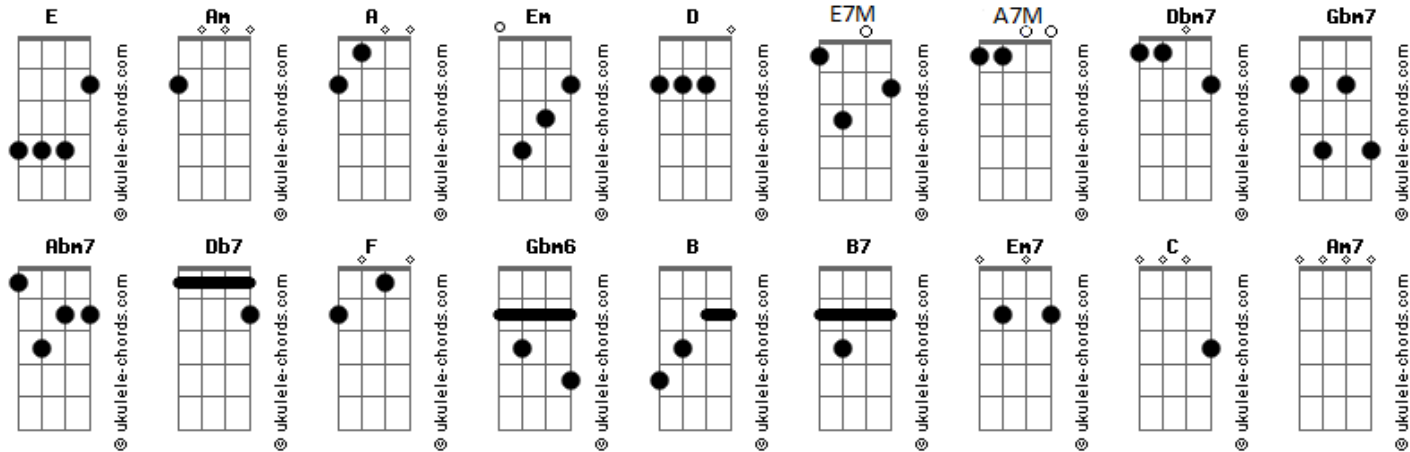 E Am A Em D E7M A7M Dbm7 Gbm7
© ukulele-chords.com © ukulele-chords.com © ukulele-chords.com © ukulele-chords.com © ukulele-chords.com © ukulele-chords.com © ukulele-chords.com © ukulele-chords.com © ukulele-chords.com
Abm7 Db7 F Gbm6 B B7 Em7 C Am7
© ukulele-chords.com © ukulele-chords.com © ukulele-chords.com © ukulele-chords.com © ukulele-chords.com © ukulele-chords.com © ukulele-chords.com © ukulele-chords.com © ukulele-chords.com